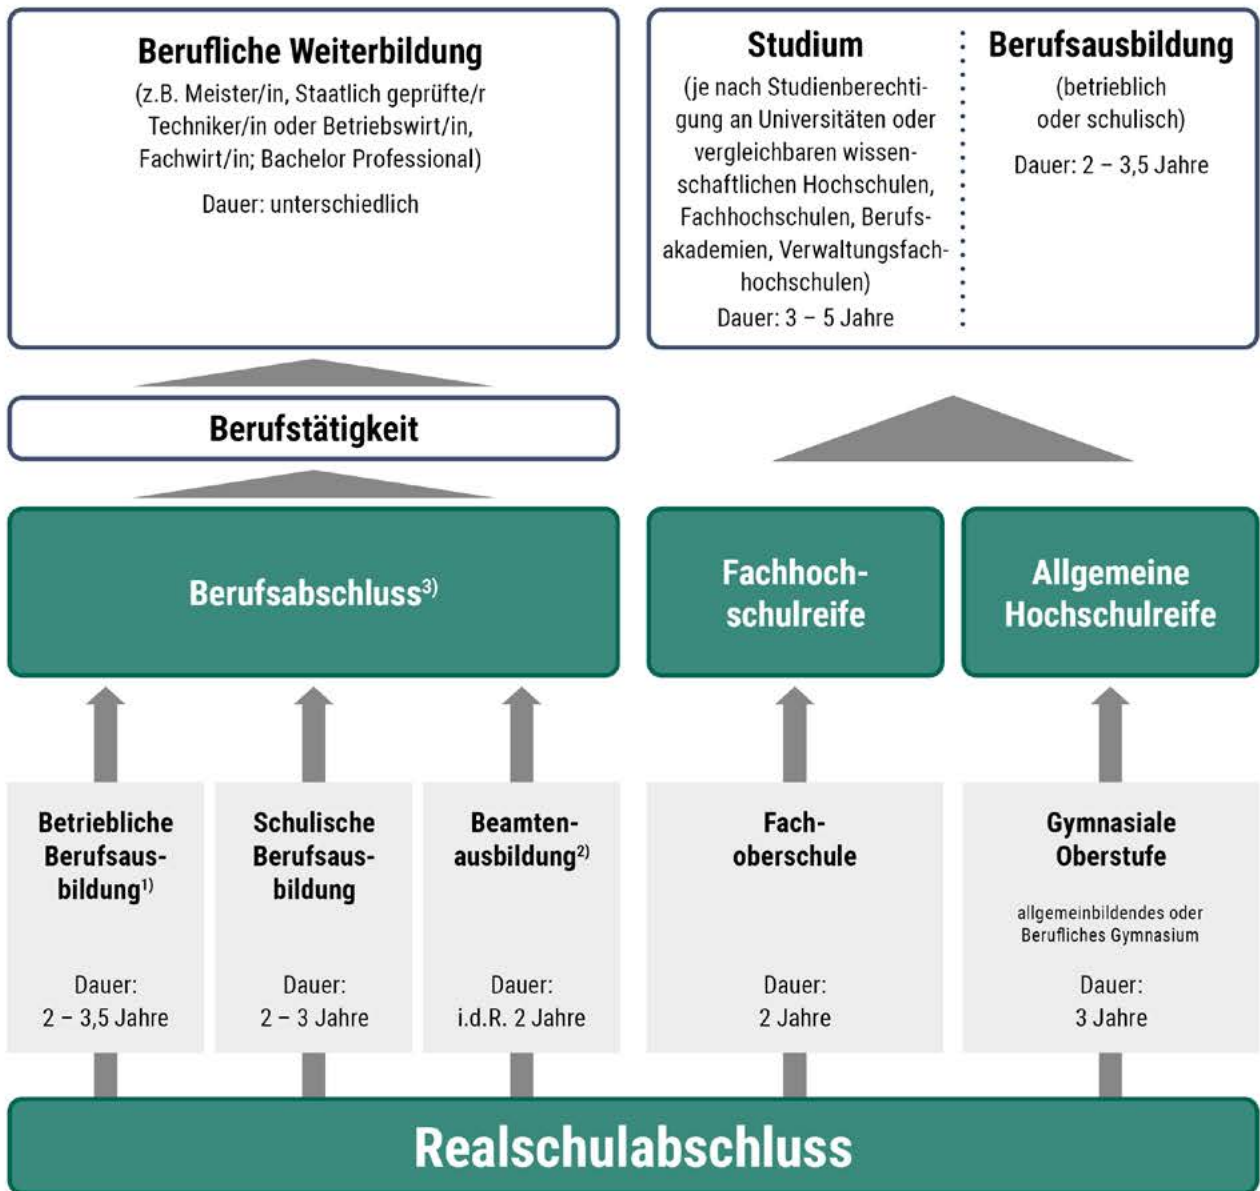 Berufliche Weiterbildung
(z.B. Meister/in, Staatlich geprüfte/r
Techniker/in oder Betriebswirt/in,
Fachwirt/in; Bachelor Professional)
Dauer: unterschiedlich
Studium
(je nach Studienberechti-
gung an Universitäten oder
vergleichbaren wissen-
schaftlichen Hochschulen,
Fachhochschulen, Berufs-
akademien, Verwaltungsfach-
hochschulen)
Dauer: 3 – 5 Jahre
Berufsausbildung
(betrieblich
oder schulisch)
Dauer: 2 – 3,5 Jahre
Berufstätigkeit
Berufsabschluss³⁾
Fachhoch-
schulreife
Allgemeine
Hochschulreife
Betriebliche
Berufsaus-
bildung¹⁾
Dauer:
2 – 3,5 Jahre
Schulische
Berufsaus-
bildung
Dauer:
2 – 3 Jahre
Beamten-
ausbildung²⁾
Dauer:
i.d.R. 2 Jahre
Fach-
oberschule
Dauer:
2 Jahre
Gymnasiale
Oberstufe
allgemeinbildendes oder
Berufliches Gymnasium
Dauer:
3 Jahre
Realschulabschluss